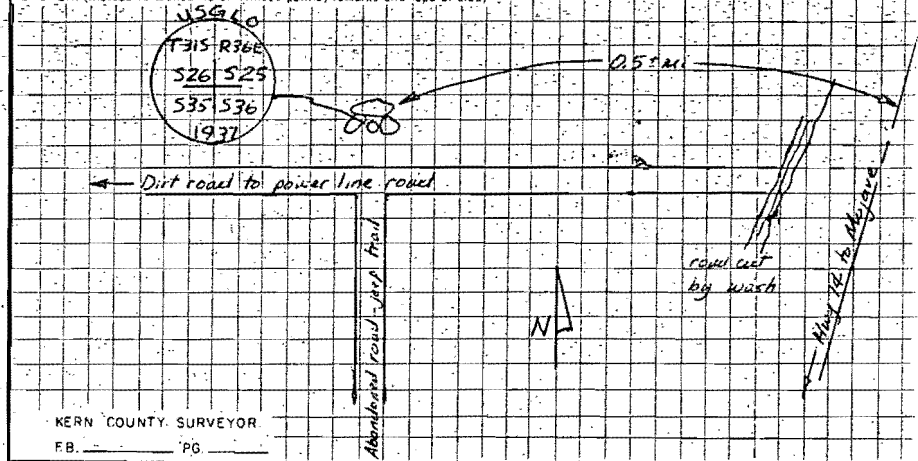 USGLO
T31S R36E
S26 S25
S35 S36
1937
0.5± Mi
Dirt road to power line road
Abandoned road - jeep trail
road cut
by wash
Hwy 14 to Mojave
N
KERN COUNTY SURVEYOR
F.B. PG.